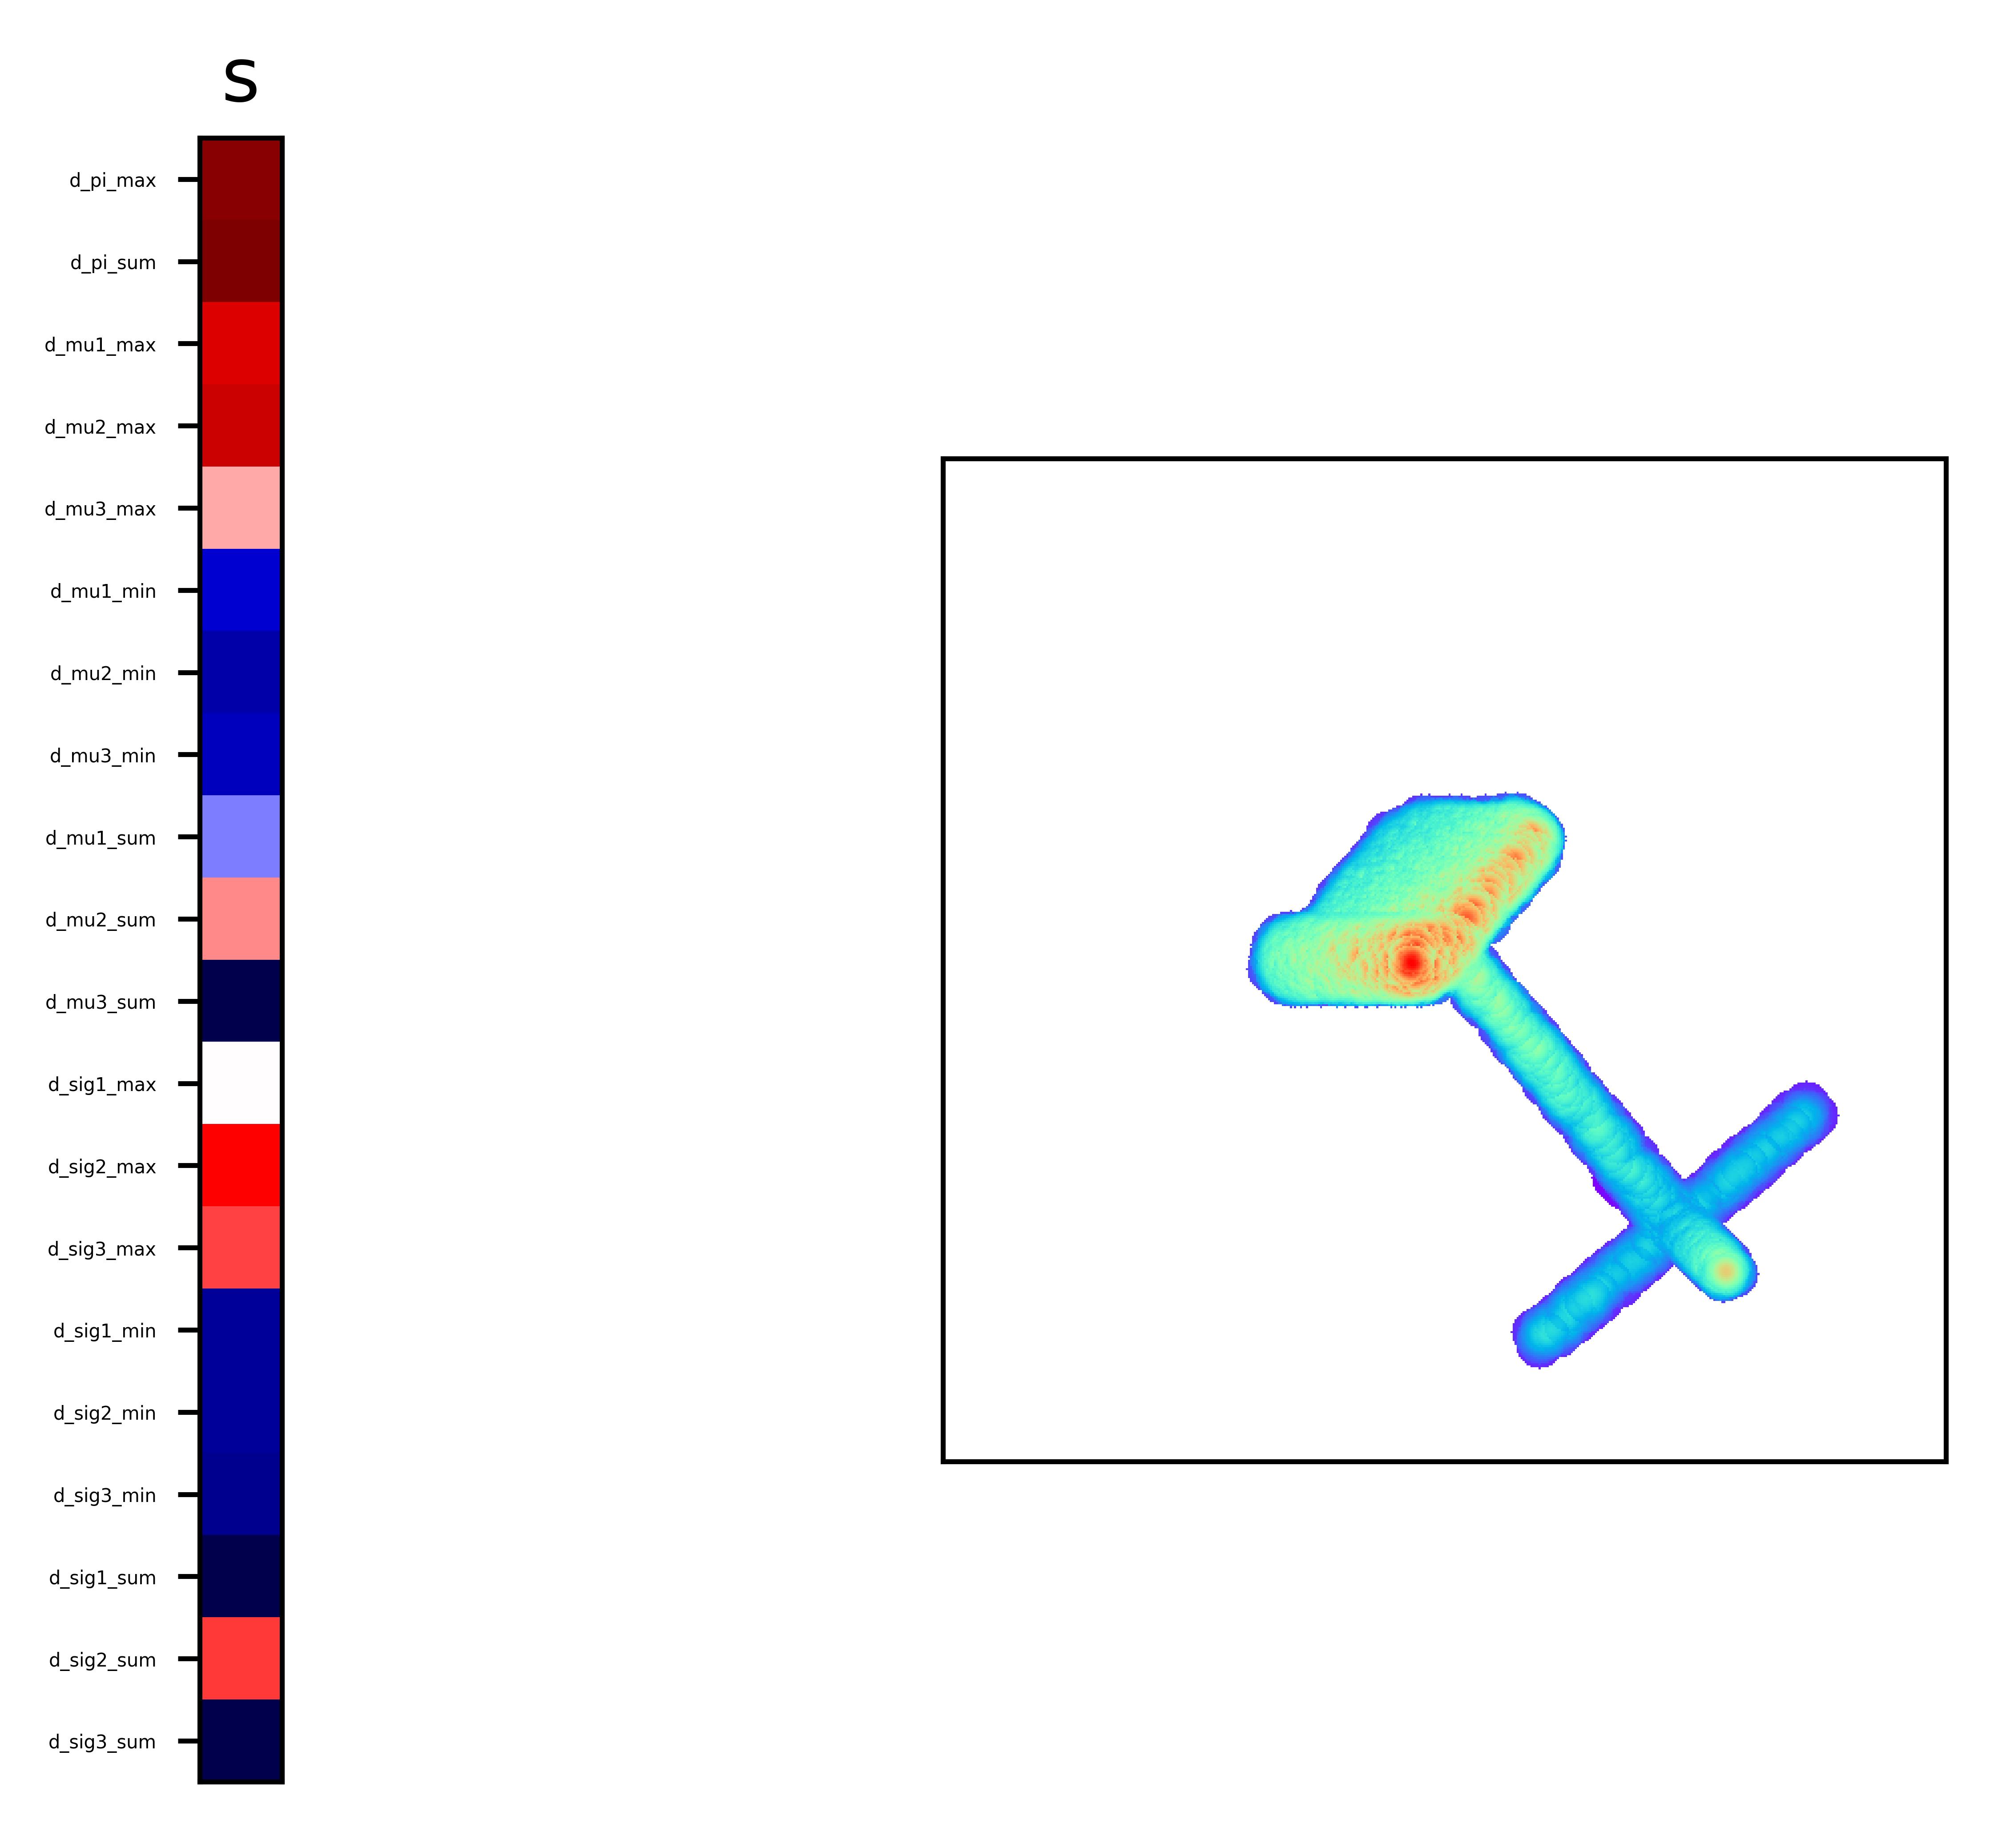 S
d_pi_max
d_pi_sum
d_mu1_max
d_mu2_max
d_mu3_max
d_mu1_min
d_mu2_min
d_mu3_min
d_mu1_sum
d_mu2_sum
d_mu3_sum
d_sig1_max
d_sig2_max
d_sig3_max
d_sig1_min
d_sig2_min
d_sig3_min
d_sig1_sum
d_sig2_sum
d_sig3_sum